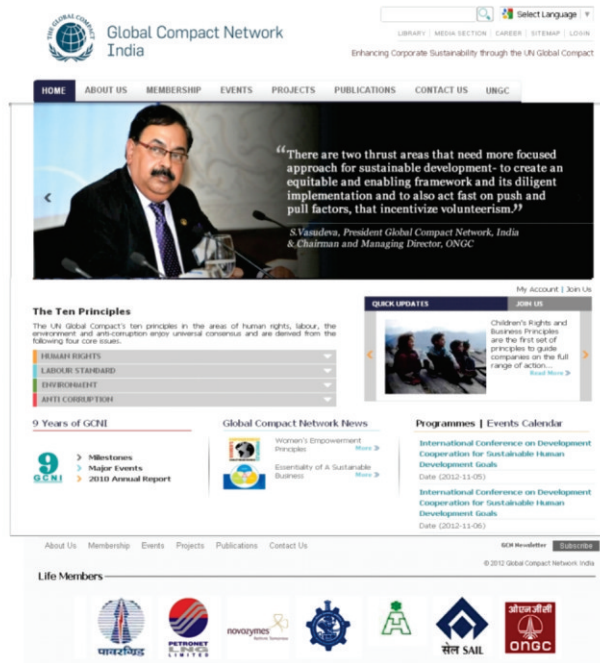 Select Language
LIBRARY | MEDIA SECTION | CAREER | SITEMAP | LOGIN
THE GLOBAL COMPACT
Global Compact Network
India
Enhancing Corporate Sustainability through the UN Global Compact
HOME ABOUT US MEMBERSHIP EVENTS PROJECTS PUBLICATIONS CONTACT US UNGC
“There are two thrust areas that need more focused
approach for sustainable development- to create an
equitable and enabling framework and its diligent
implementation and to also act fast on push and
pull factors, that incentivize volunteerism.”
S.Vasudeva, President Global Compact Network, India
& Chairman and Managing Director, ONGC
My Account | Join Us
The Ten Principles
The UN Global Compact's ten principles in the areas of human rights, labour, the
environment and anti-corruption enjoy universal consensus and are derived from the
following four core issues.
HUMAN RIGHTS
LABOUR STANDARD
ENVIRONMENT
ANTI CORRUPTION
QUICK UPDATES JOIN US
Children's Rights and
Business Principles
are the first set of
principles to guide
companies on the full
range of action...
Read More »
9 Years of GCNI
9
GCNI
Milestones
Major Events
2010 Annual Report
Global Compact Network News
Women's Empowerment
Principles More »
Essentiality of A Sustainable
Business More »
Programmes | Events Calendar
International Conference on Development
Cooperation for Sustainable Human
Development Goals
Date (2012-11-05)
International Conference on Development
Cooperation for Sustainable Human
Development Goals
Date (2012-11-06)
About Us Membership Events Projects Publications Contact Us
GCN Newsletter Subscribe
© 2012 Global Compact Network India
Life Members
पावरग्रिड
PETRONET
LNG
LIMITED
novozymes
Rethink Tomorrow
सेल SAIL
ओएनजीसी
ONGC